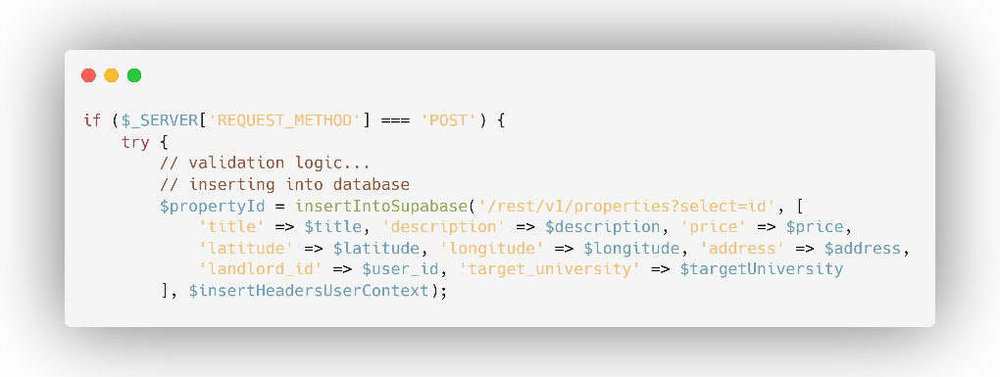 if ($_SERVER['REQUEST_METHOD'] === 'POST') {
    try {
        // validation logic...
        // inserting into database
        $propertyId = insertIntoSupabase('/rest/v1/properties?select=id', [
            'title' => $title, 'description' => $description, 'price' => $price,
            'latitude' => $latitude, 'longitude' => $longitude, 'address' => $address,
            'landlord_id' => $user_id, 'target_university' => $targetUniversity
        ], $insertHeadersUserContext);